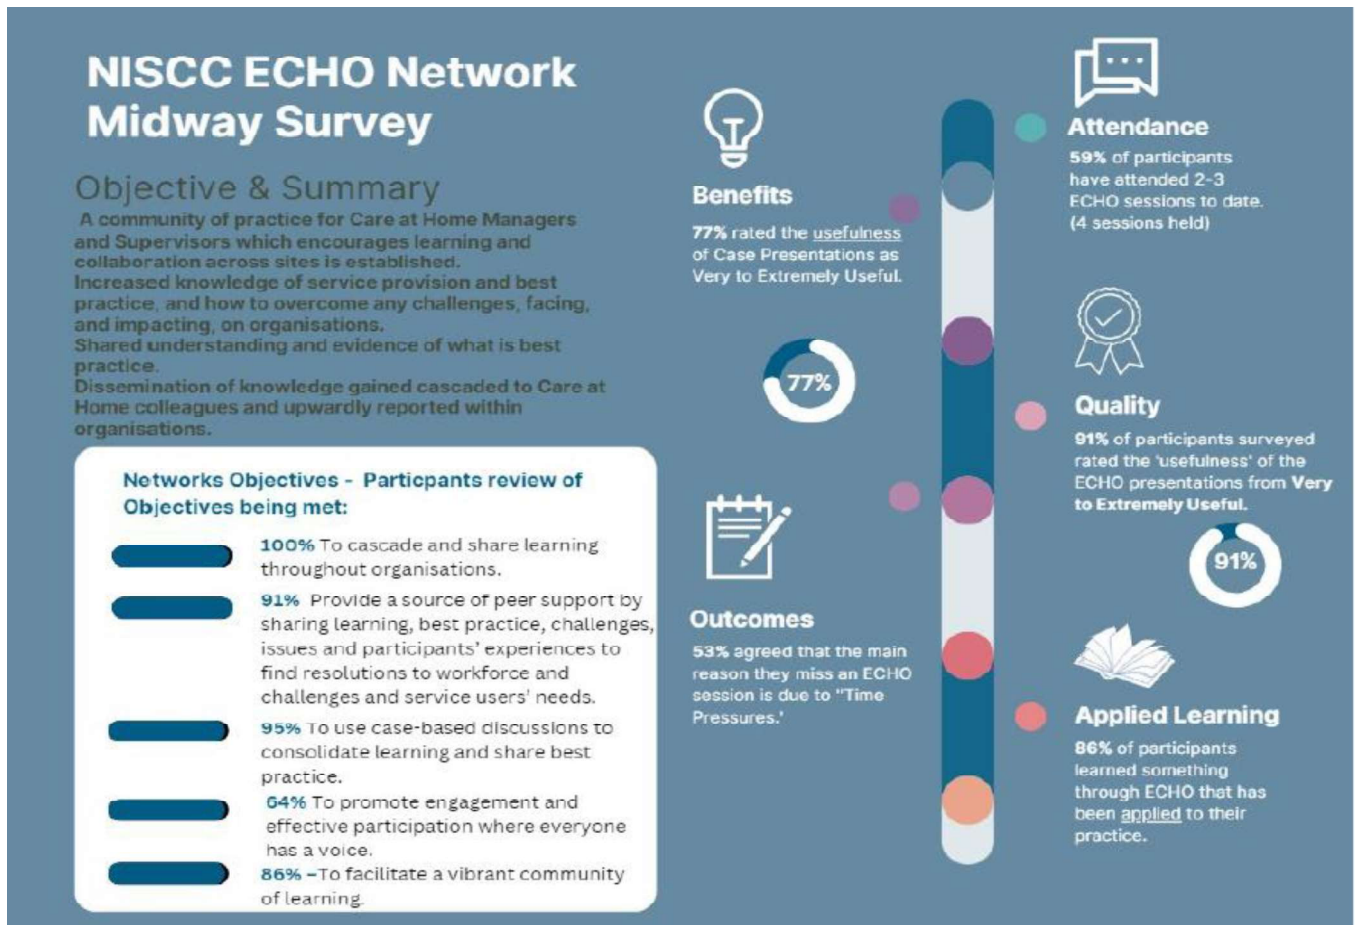 NISCC ECHO Network
Midway Survey
Objective & Summary
A community of practice for Care at Home Managers
and Supervisors which encourages learning and
collaboration across sites is established.
Increased knowledge of service provision and best
practice, and how to overcome any challenges, facing,
and impacting, on organisations.
Shared understanding and evidence of what is best
practice.
Dissemination of knowledge gained cascaded to Care at
Home colleagues and upwardly reported within
organisations.
Networks Objectives - Particpants review of
Objectives being met:
100% To cascade and share learning
throughout organisations.
91% Provide a source of peer support by
sharing learning, best practice, challenges,
issues and participants' experiences to
find resolutions to workforce and
challenges and service users' needs.
95% To use case-based discussions to
consolidate learning and share best
practice.
64% To promote engagement and
effective participation where everyone
has a voice.
86% –To facilitate a vibrant community
of learning.
Benefits
77% rated the usefulness
of Case Presentations as
Very to Extremely Useful.
77%
Outcomes
53% agreed that the main
reason they miss an ECHO
session is due to "Time
Pressures.'
Attendance
59% of participants
have attended 2-3
ECHO sessions to date.
(4 sessions held)
Quality
91% of participants surveyed
rated the 'usefulness' of the
ECHO presentations from Very
to Extremely Useful.
91%
Applied Learning
86% of participants
learned something
through ECHO that has
been applied to their
practice.